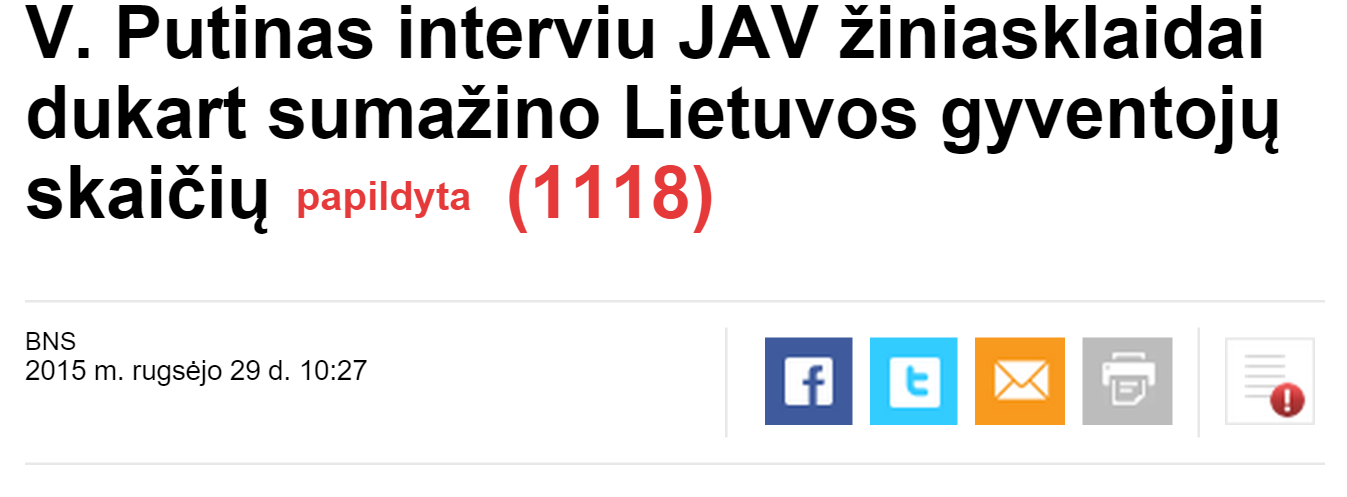 V. Putinas interviu JAV žiniasklaidai
dukart sumažino Lietuvos gyventojų
skaičių papildyta (1118)
BNS
2015 m. rugsėjo 29 d. 10:27